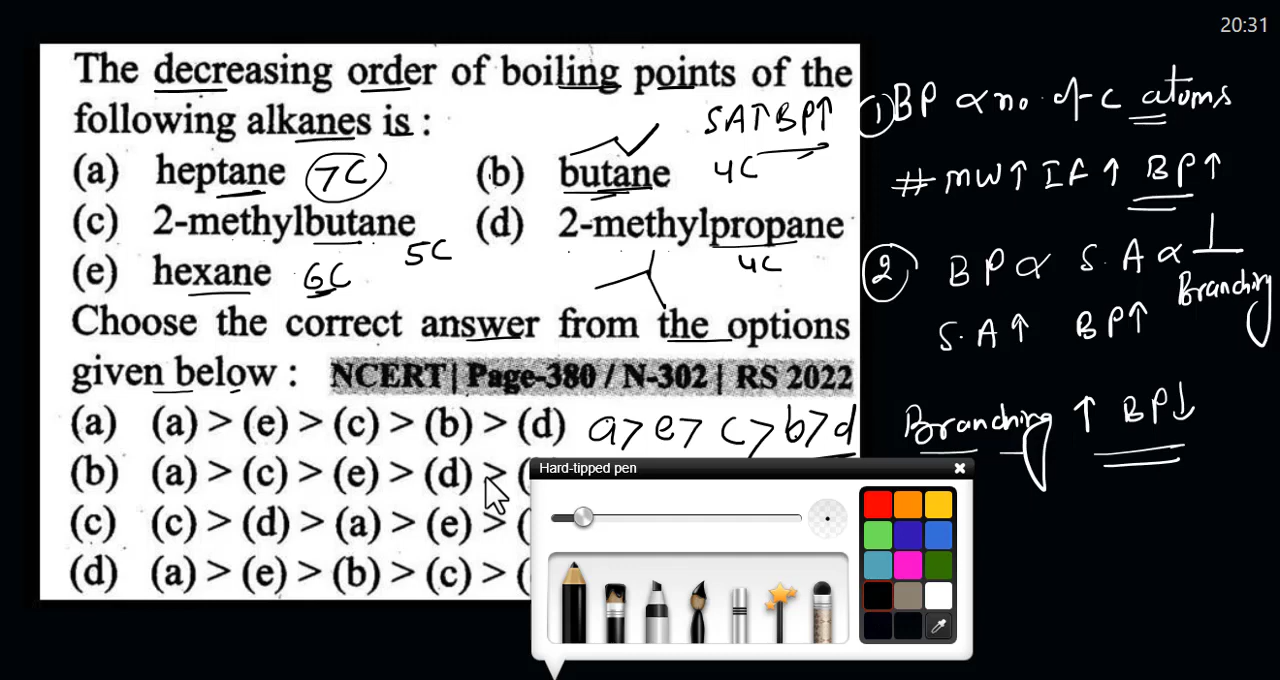 20:31
The decreasing order of boiling points of the
following alkanes is :
SA↑BP↑
(a) heptane 7C (b) butane 4C
(c) 2-methylbutane 5C (d) 2-methylpropane 4C
(e) hexane 6C
Choose the correct answer from the options
given below : NCERT | Page-380 / N-302 | RS 2022
(a) (a) > (e) > (c) > (b) > (d) a > e > c > b > d
(b) (a) > (c) > (e) > (d) >
(c) (c) > (d) > (a) > (e) >
(d) (a) > (e) > (b) > (c) >
Hard-tipped pen
1) BP ∝ no. of C atoms
# MW↑ IF↑ BP↑
2) BP ∝ S.A ∝ 1/Branching
S.A↑ BP↑
Branching ↑ BP↓